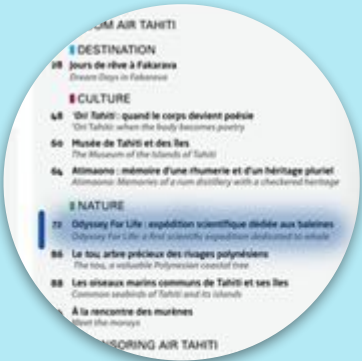 OM AIR TAHITI
DESTINATION
28 Jours de rêve à Fakarava
Dream Days in Fakarava
CULTURE
48 'Ori Tahiti : quand le corps devient poésie
'Ori Tahiti: when the body becomes poetry
60 Musée de Tahiti et des îles
The Museum of the Islands of Tahiti
64 Atimaono : mémoire d'une rhumerie et d'un héritage pluriel
Atimaono: Memories of a rum distillery with a checkered heritage
NATURE
72 Odyssey For Life : expédition scientifique dédiée aux baleines
Odyssey For Life: a first scientific expedition dedicated to whale
86 Le tou, arbre précieux des rivages polynésiens
The tou, a valuable Polynesian coastal tree
88 Les oiseaux marins communs de Tahiti et ses îles
Common seabirds of Tahiti and its islands
À la rencontre des murènes
Meet the morays
NSORING AIR TAHITI